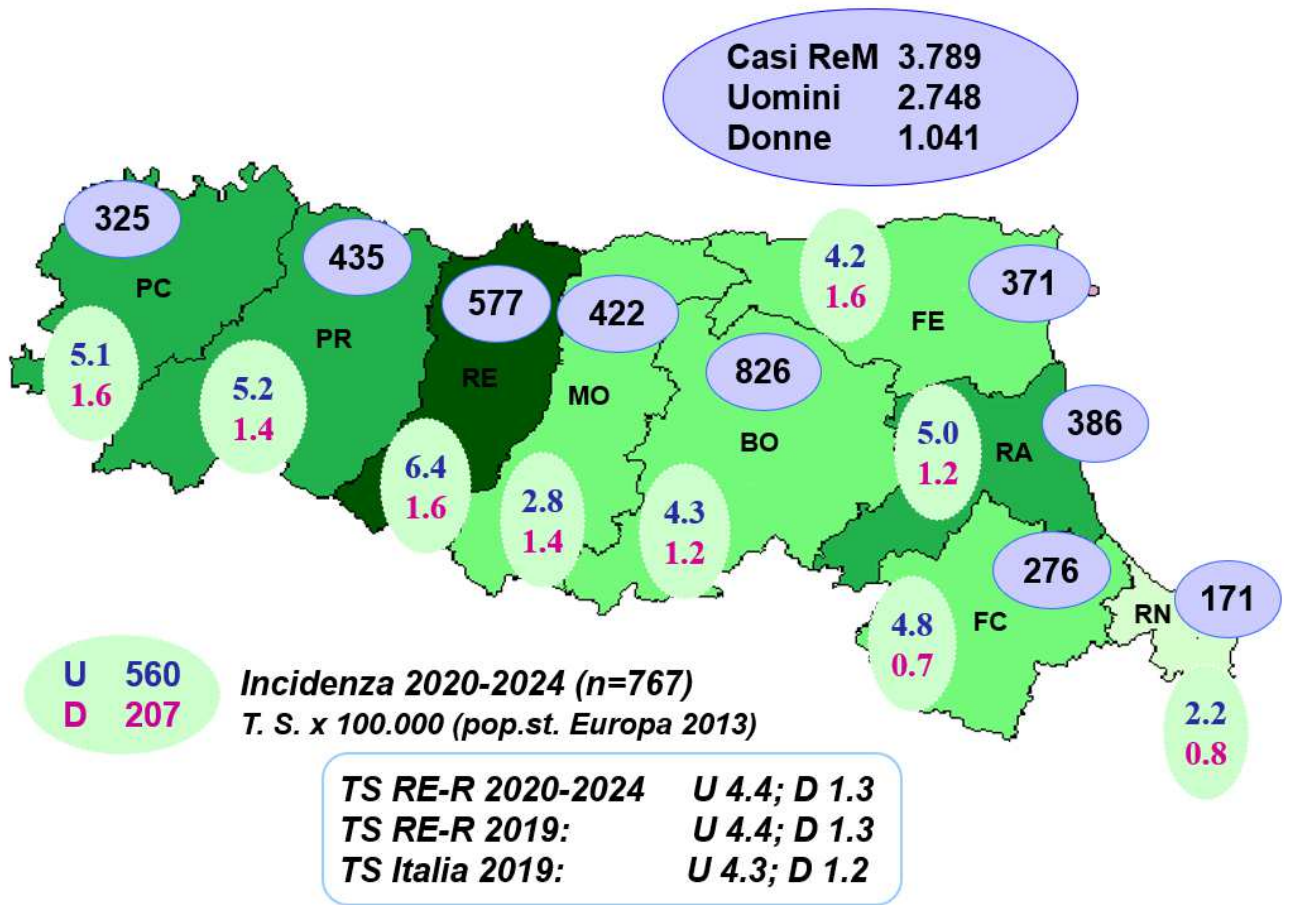 Casi ReM 3.789
Uomini 2.748
Donne 1.041
325
PC
5.1
1.6
435
PR
5.2
1.4
577
RE
6.4
1.6
422
MO
2.8
1.4
826
BO
4.3
1.2
4.2
1.6
371
FE
386
RA
5.0
1.2
276
FC
4.8
0.7
171
RN
2.2
0.8
U 560
D 207
Incidenza 2020-2024 (n=767)
T. S. x 100.000 (pop.st. Europa 2013)
TS RE-R 2020-2024 U 4.4; D 1.3
TS RE-R 2019: U 4.4; D 1.3
TS Italia 2019: U 4.3; D 1.2